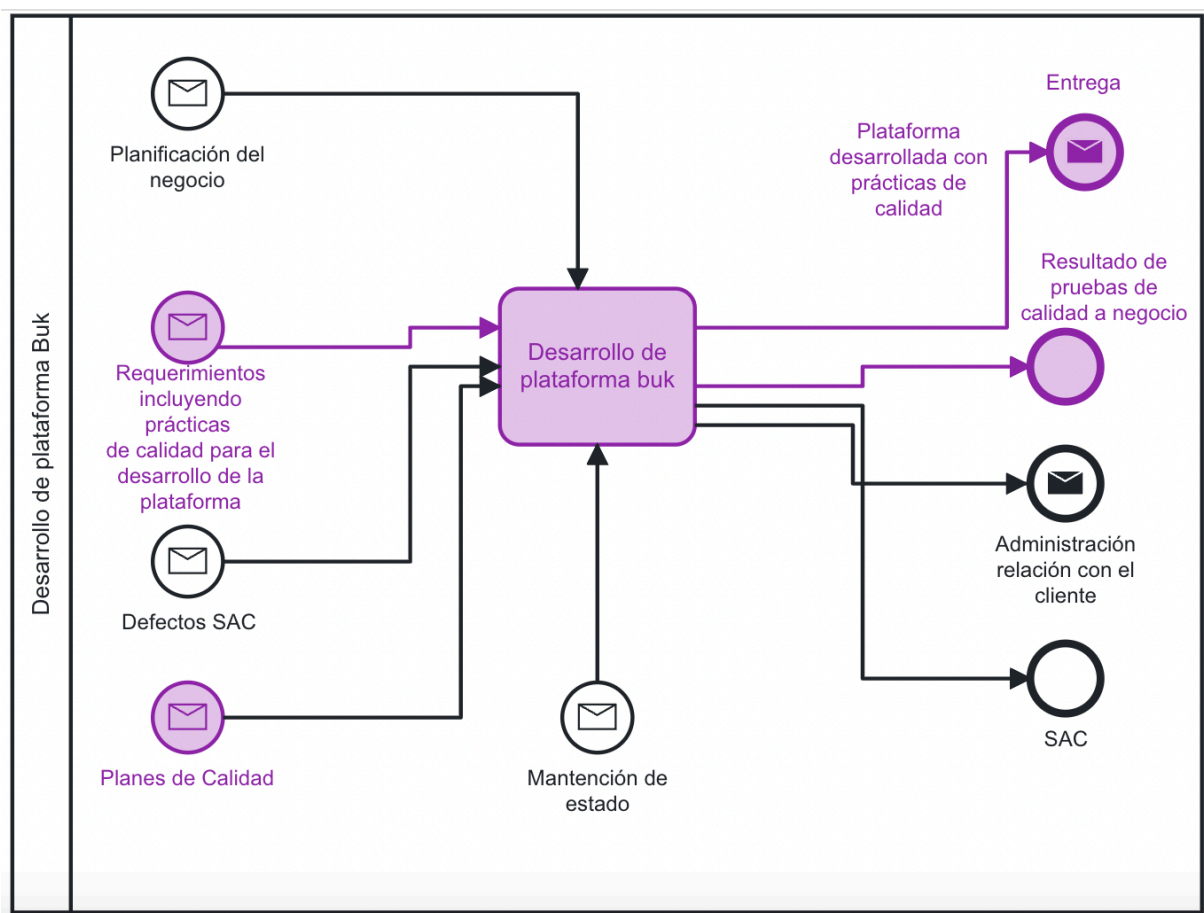 Desarrollo de plataforma Buk
Planificación del
negocio
Requerimientos
incluyendo
prácticas
de calidad para el
desarrollo de la
plataforma
Defectos SAC
Planes de Calidad
Desarrollo de
plataforma buk
Mantención de
estado
Entrega
Plataforma
desarrollada con
prácticas de
calidad
Resultado de
pruebas de
calidad a negocio
Administración
relación con el
cliente
SAC